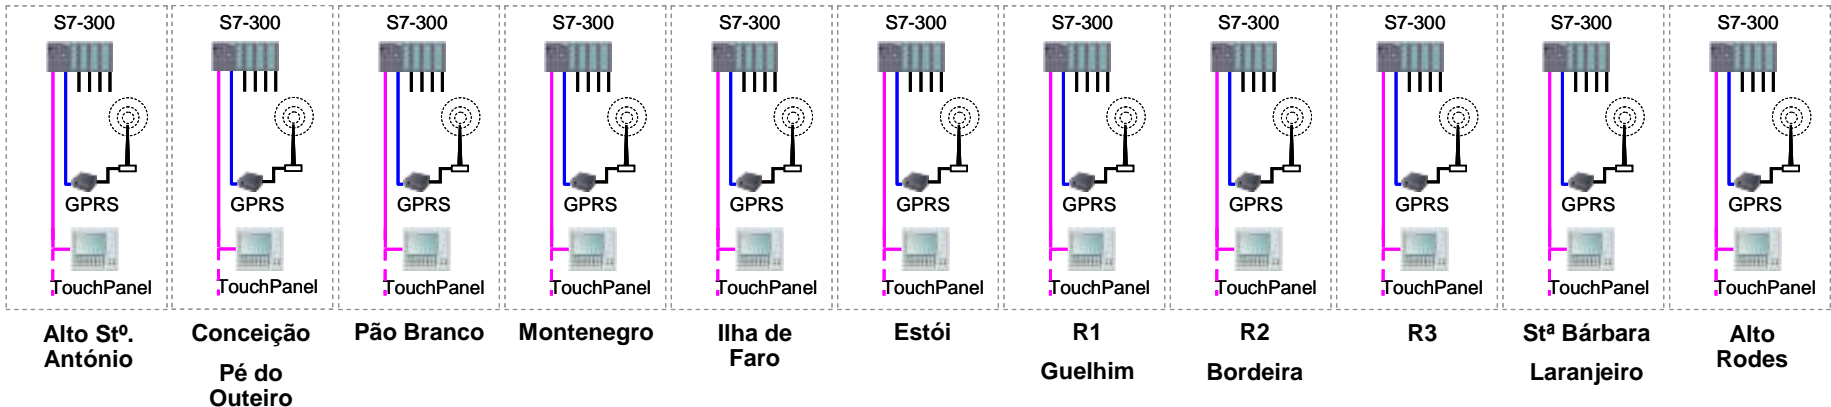 S7-300 S7-300 S7-300 S7-300 S7-300 S7-300 S7-300 S7-300 S7-300 S7-300 S7-300
GPRS GPRS GPRS GPRS GPRS GPRS GPRS GPRS GPRS GPRS GPRS
TouchPanel TouchPanel TouchPanel TouchPanel TouchPanel TouchPanel TouchPanel TouchPanel TouchPanel TouchPanel TouchPanel
Alto Stº.
António
Conceição
Pé do
Outeiro
Pão Branco
Montenegro
Ilha de
Faro
Estói
R1
Guelhim
R2
Bordeira
R3
Stª Bárbara
Laranjeiro
Alto
Rodes